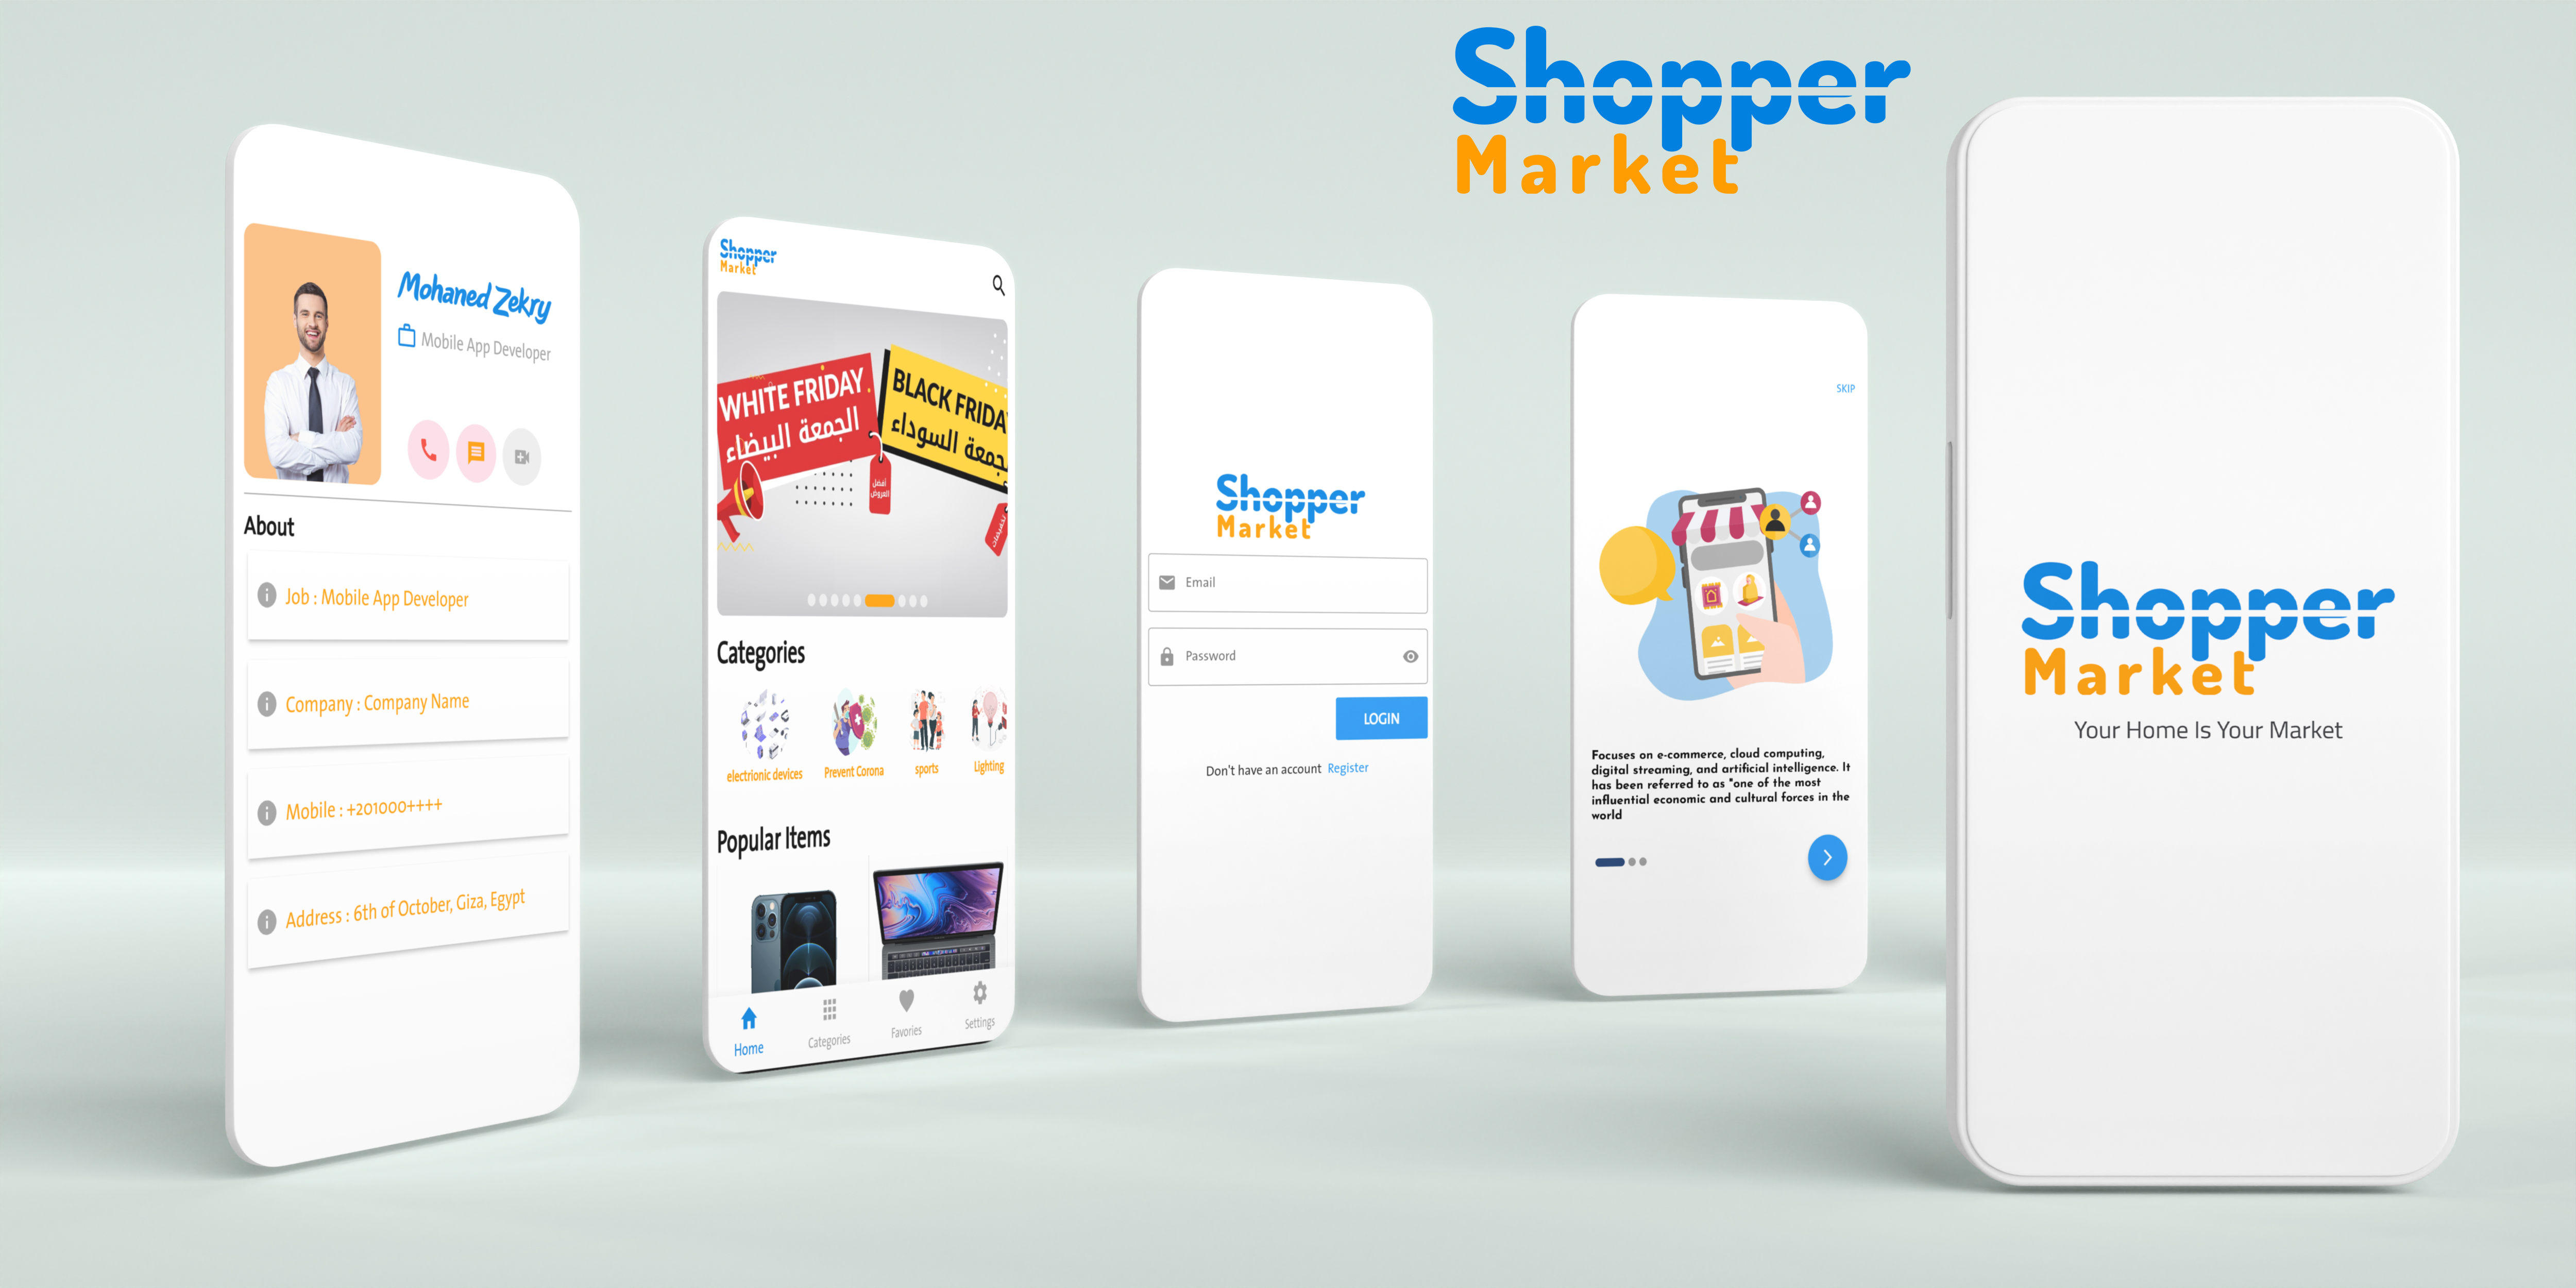 Shopper
Market
Mohaned Zekry
Mobile App Developer
About
Job : Mobile App Developer
Company : Company Name
Mobile : +201000++++
Address : 6th of October, Giza, Egypt
Shopper
Market
WHITE FRIDAY
الجمعة البيضاء
BLACK FRIDA
جمعة السوداء
أفضل
العروض
تخفيضات
Categories
electrionic devices
Prevent Corona
sports
Lighting
Popular Items
Home
Categories
Favories
Settings
Shopper
Market
Email
Password
LOGIN
Don't have an account Register
SKIP
Focuses on e-commerce, cloud computing,
digital streaming, and artificial intelligence. It
has been referred to as "one of the most
influential economic and cultural forces in the
world
Shopper
Market
Your Home Is Your Market